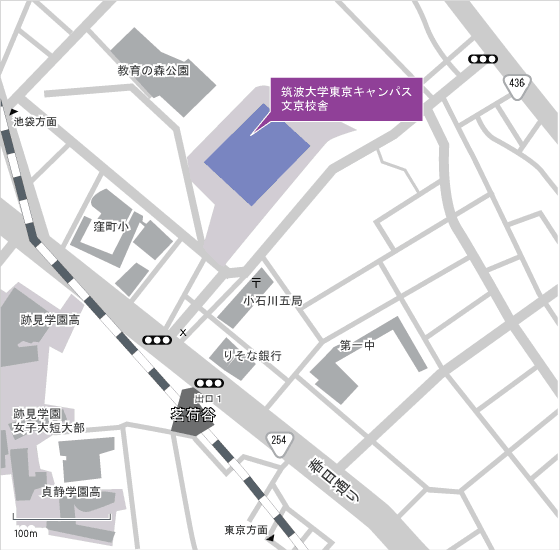 教育の森公園
筑波大学東京キャンパス
文京校舎
436
池袋方面
窪町小
〒
小石川五局
跡見学園高
x
りそな銀行
第一中
出口1
茗荷谷
跡見学園
女子大短大部
254
春日通り
貞静学園高
100m
東京方面